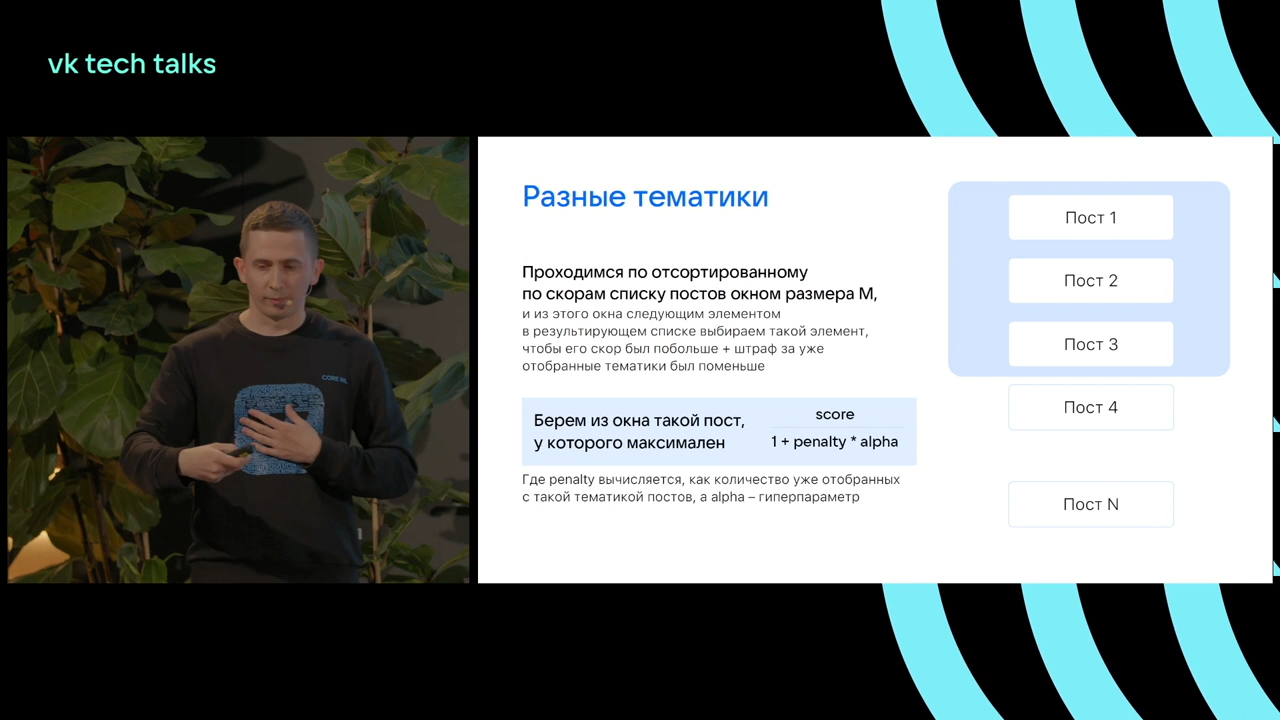 vk tech talks
CORE ML
Разные тематики
Проходимся по отсортированному
по скорам списку постов окном размера M,
и из этого окна следующим элементом
в результирующем списке выбираем такой элемент,
чтобы его скор был побольше + штраф за уже
отобранные тематики был поменьше
Берем из окна такой пост,
у которого максимален
score
1 + penalty * alpha
Где penalty вычисляется, как количество уже отобранных
с такой тематикой постов, а alpha – гиперпараметр
Пост 1
Пост 2
Пост 3
Пост 4
Пост N